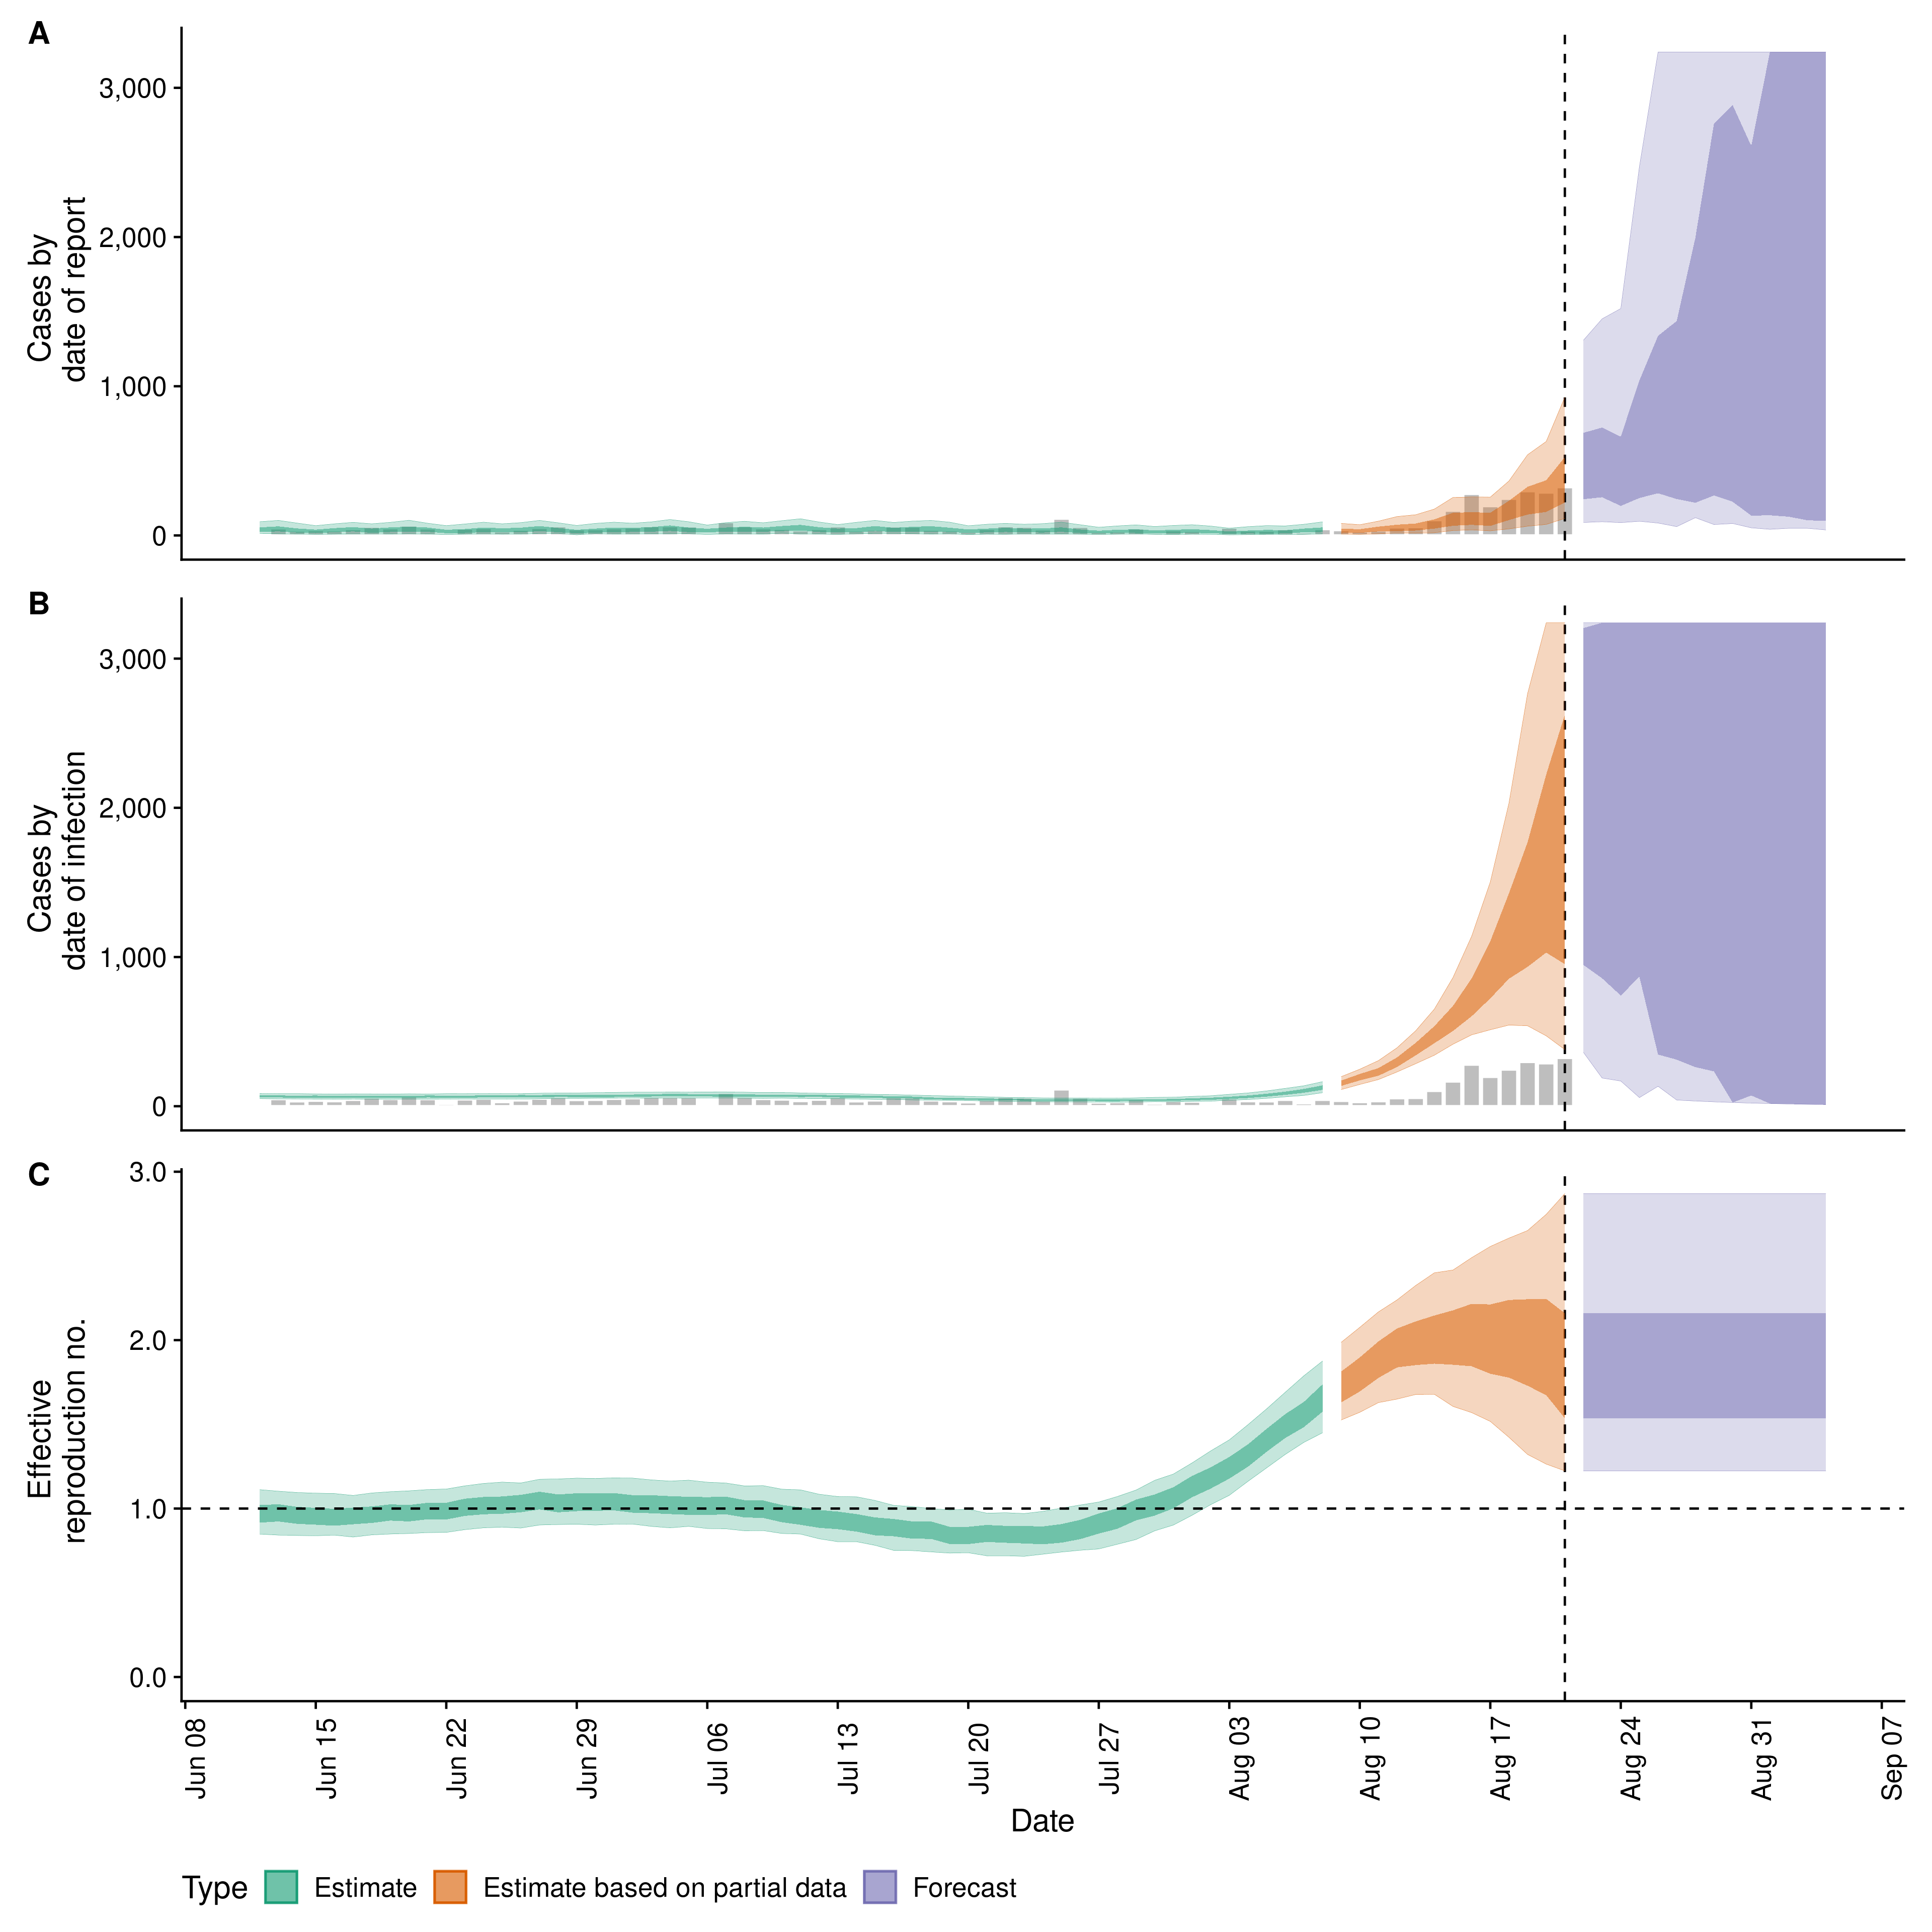 A
Cases by
date of report
3,000
2,000
1,000
0
B
Cases by
date of infection
3,000
2,000
1,000
0
C
Effective
reproduction no.
3.0
2.0
1.0
0.0
Jun 08
Jun 15
Jun 22
Jun 29
Jul 06
Jul 13
Jul 20
Jul 27
Aug 03
Aug 10
Aug 17
Aug 24
Aug 31
Sep 07
Date
Type Estimate Estimate based on partial data Forecast